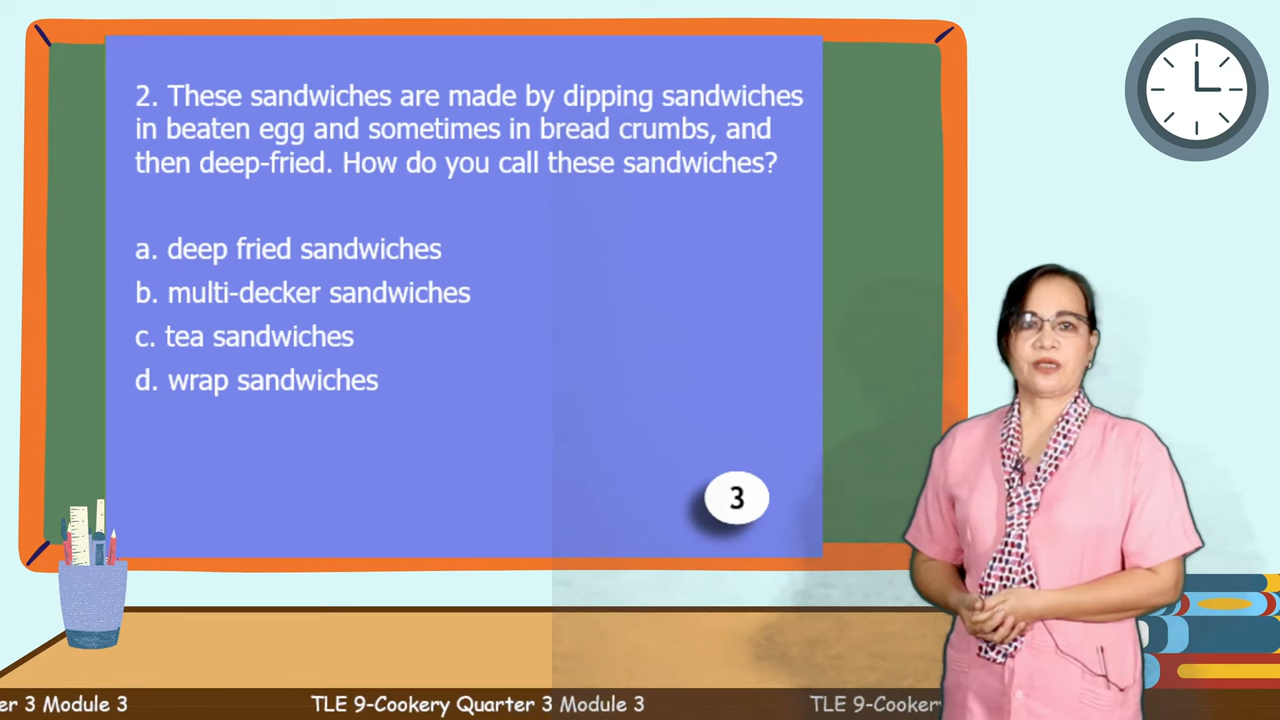 2. These sandwiches are made by dipping sandwiches
in beaten egg and sometimes in bread crumbs, and
then deep-fried. How do you call these sandwiches?
a. deep fried sandwiches
b. multi-decker sandwiches
c. tea sandwiches
d. wrap sandwiches
3
er 3 Module 3
TLE 9-Cookery Quarter 3 Module 3
TLE 9-Cooker